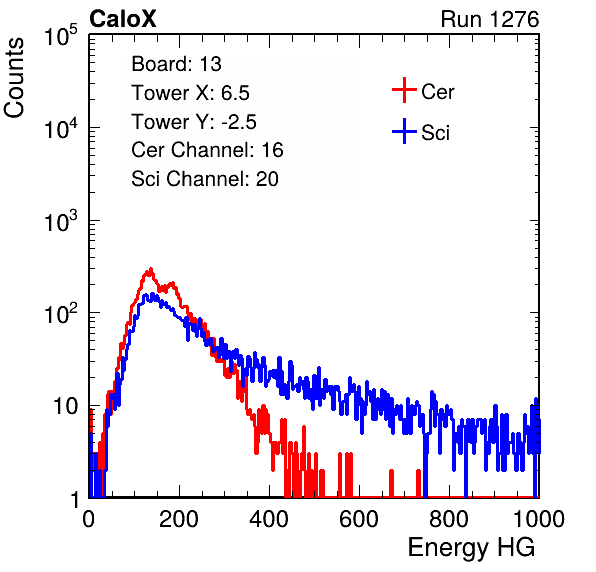 CaloX Run 1276
Counts
Board: 13
Tower X: 6.5
Tower Y: -2.5
Cer Channel: 16
Sci Channel: 20
Cer
Sci
10^5
10^4
10^3
10^2
10
1
0 200 400 600 800 1000
Energy HG